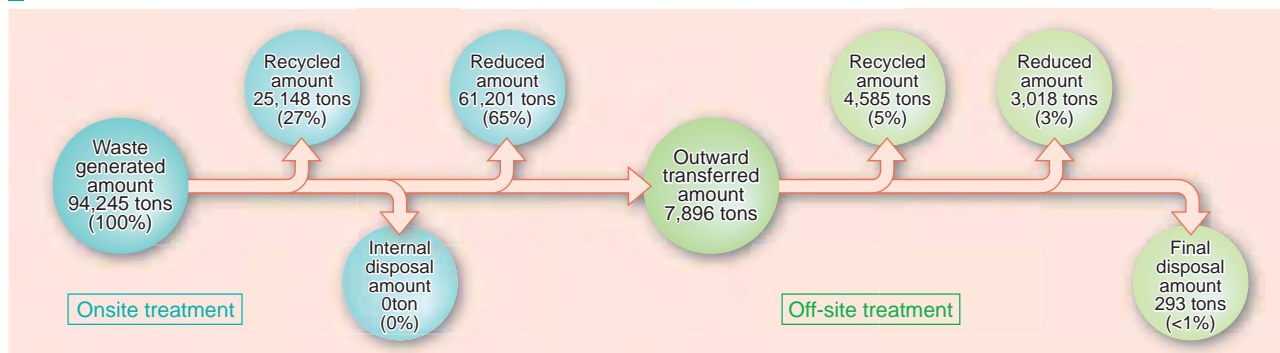 Waste
generated
amount
94,245 tons
(100%)
Recycled
amount
25,148 tons
(27%)
Internal
disposal
amount
0ton
(0%)
Reduced
amount
61,201 tons
(65%)
Onsite treatment
Outward
transferred
amount
7,896 tons
Recycled
amount
4,585 tons
(5%)
Reduced
amount
3,018 tons
(3%)
Final
disposal
amount
293 tons
(<1%)
Off-site treatment